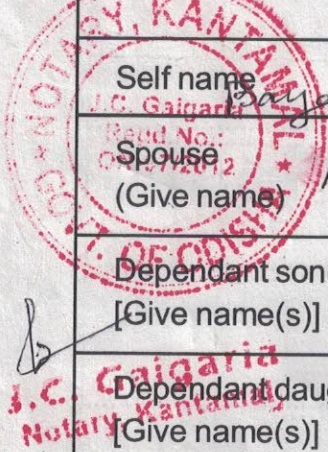 NOTARY, KANTAMAL
Self name
J.C. Gaigaria
Regd No.:
Spouse
(Give name)
GOVT. OF ODISHA
Dependant son
[Give name(s)]
J.C. Gaigaria
Dependant daug
Notary, Kantamal
[Give name(s)]